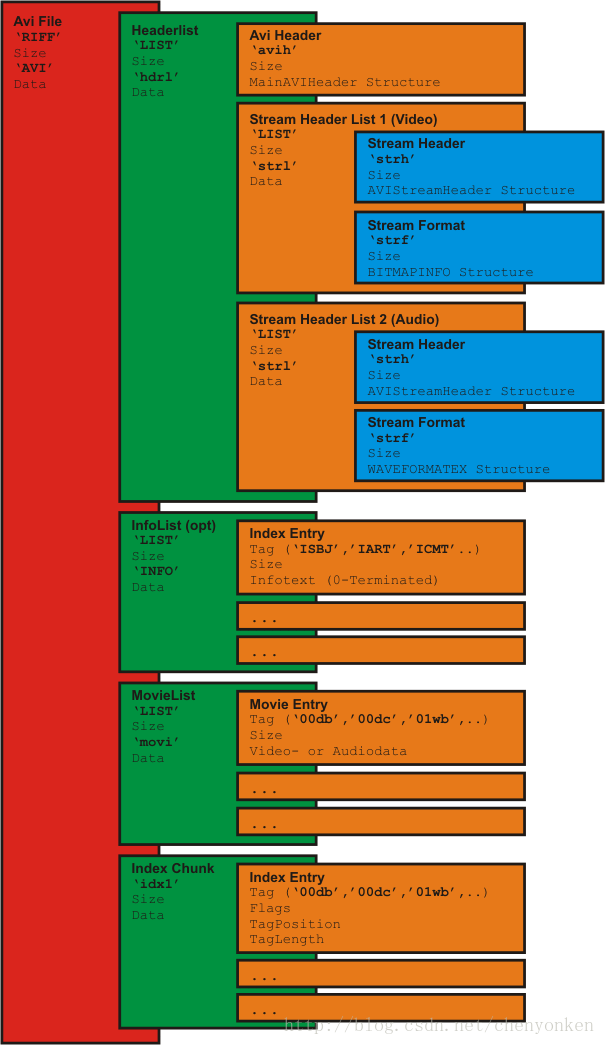 Avi File
‘RIFF’
Size
‘AVI’
Data
Headerlist
‘LIST’
Size
‘hdrl’
Data
Avi Header
‘avih’
Size
MainAVIHeader Structure
Stream Header List 1 (Video)
‘LIST’
Size
‘strl’
Data
Stream Header
‘strh’
Size
AVIStreamHeader Structure
Stream Format
‘strf’
Size
BITMAPINFO Structure
Stream Header List 2 (Audio)
‘LIST’
Size
‘strl’
Data
Stream Header
‘strh’
Size
AVIStreamHeader Structure
Stream Format
‘strf’
Size
WAVEFORMATEX Structure
InfoList (opt)
‘LIST’
Size
‘INFO’
Data
Index Entry
Tag (‘ISBJ’,’IART’,’ICMT’..)
Size
Infotext (0-Terminated)
...
...
MovieList
‘LIST’
Size
‘movi’
Data
Movie Entry
Tag (‘00db’,’00dc’,’01wb’,..)
Size
Video- or Audiodata
...
...
Index Chunk
‘idx1’
Size
Data
Index Entry
Tag (‘00db’,’00dc’,’01wb’,..)
Flags
TagPosition
TagLength
...
...
http://blog.csdn.net/chenyonken